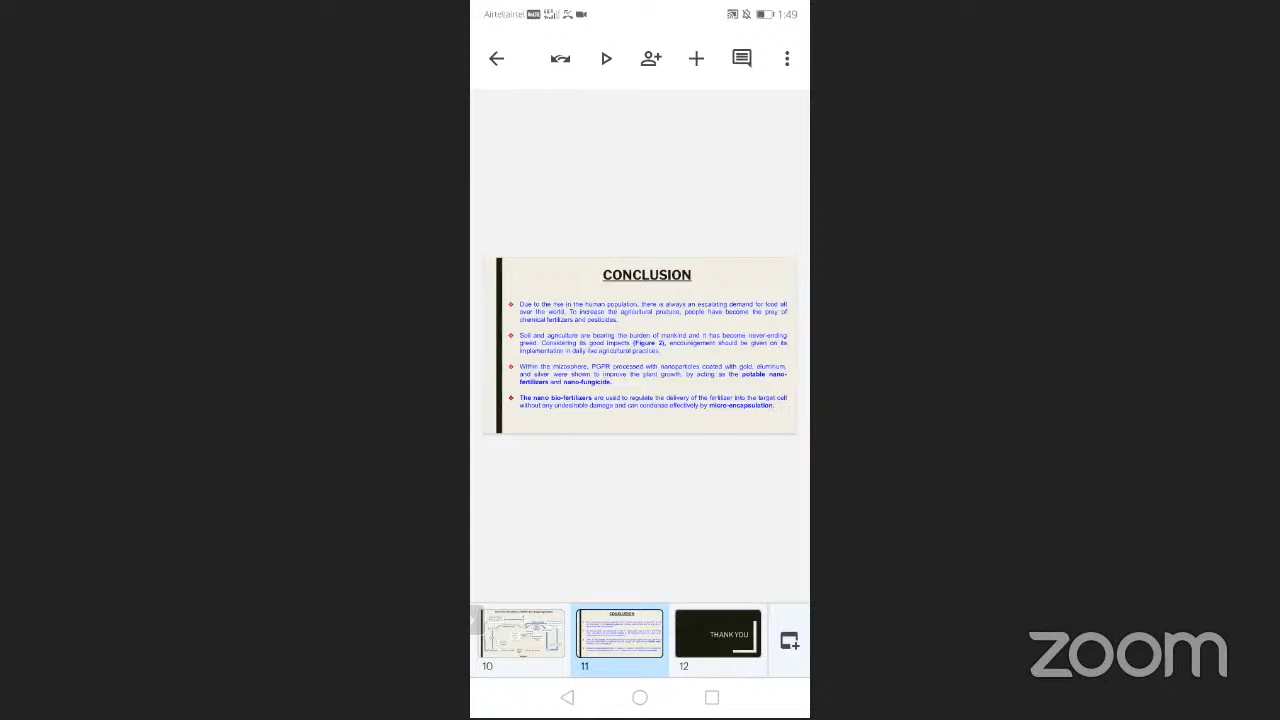 Airtel|airtel
1:49
CONCLUSION
❖ Due to the rise in the human population, there is always an escalating demand for food all
over the world. To increase the agricultural produce, people have become the prey of
chemical fertilizers and pesticides.
❖ Soil and agriculture are bearing the burden of mankind and it has become never-ending
greed. Considering its good impacts (Figure 2), encouragement should be given on its
implementation in daily live agricultural practices.
❖ Within the rhizosphere, PGPR processed with nanoparticles coated with gold, aluminum,
and silver were shown to improve the plant growth, by acting as the potable nano-
fertilizers and nano-fungicide.
❖ The nano bio-fertilizers are used to regulate the delivery of the fertilizer into the target cell
without any undesirable damage and can condense effectively by micro-encapsulation.
CONCLUSION
THANK YOU
10
11
12
zoom